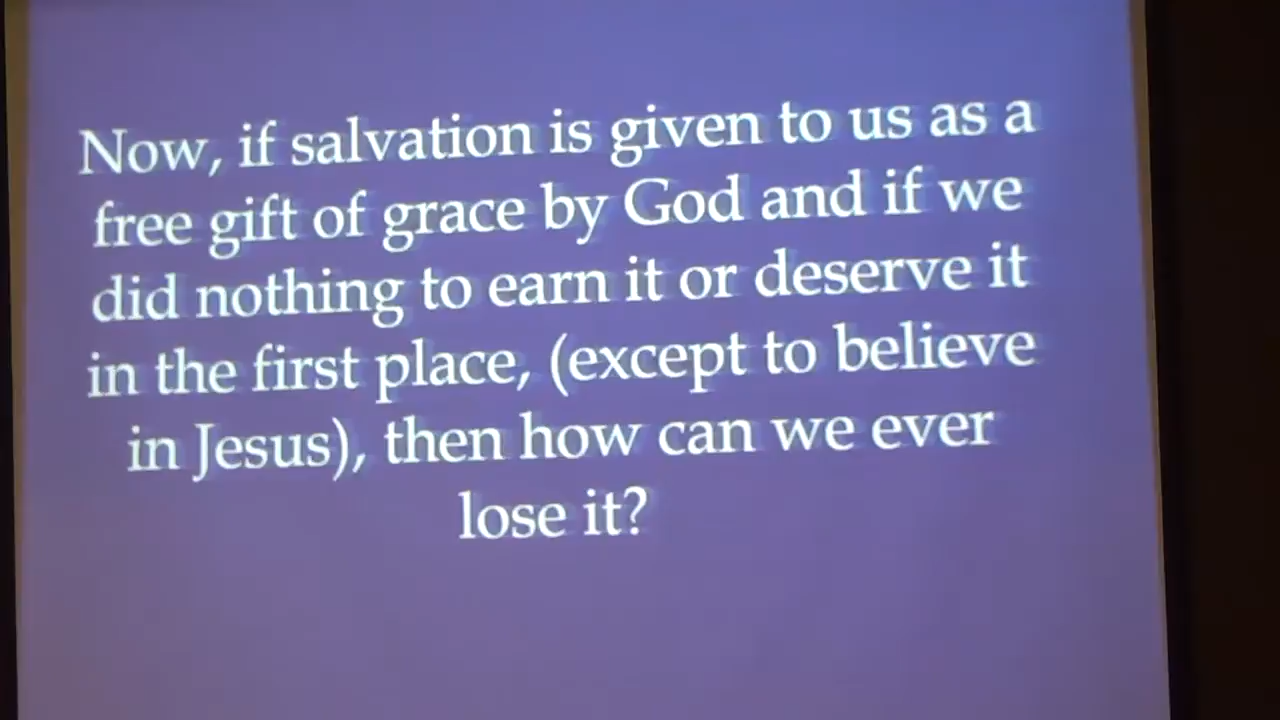 Now, if salvation is given to us as a
free gift of grace by God and if we
did nothing to earn it or deserve it
in the first place, (except to believe
in Jesus), then how can we ever
lose it?